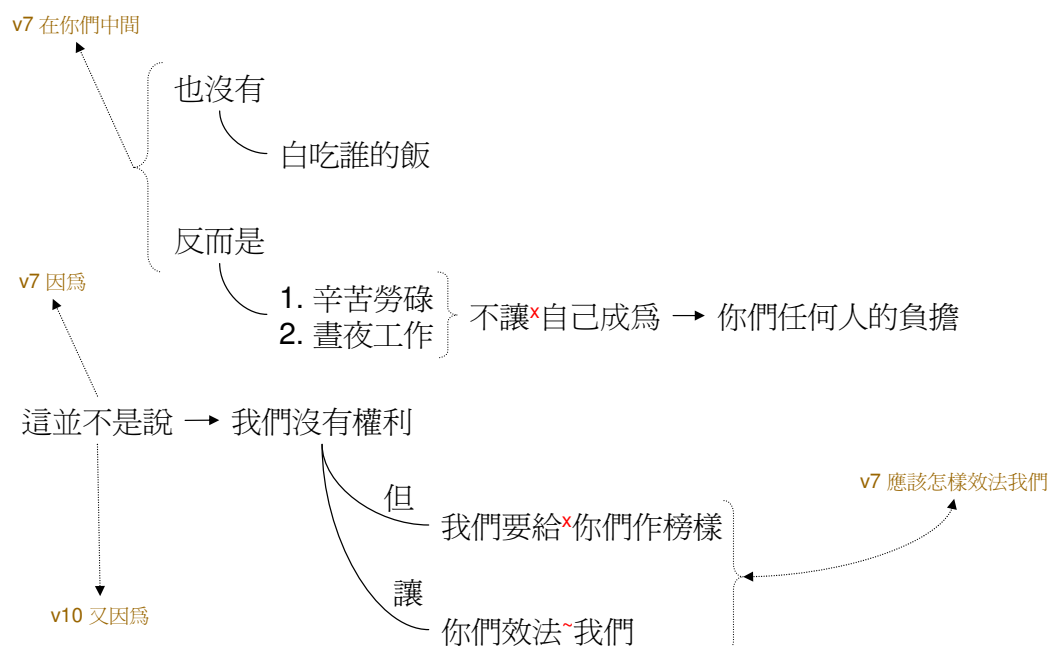 v7 在你們中間
也沒有
白吃誰的飯
反而是
v7 因爲
1. 辛苦勞碌
2. 晝夜工作
不讓x自己成爲 → 你們任何人的負擔
這並不是說 → 我們沒有權利
v7 應該怎樣效法我們
但
我們要給x你們作榜樣
讓
v10 又因爲
你們效法~我們